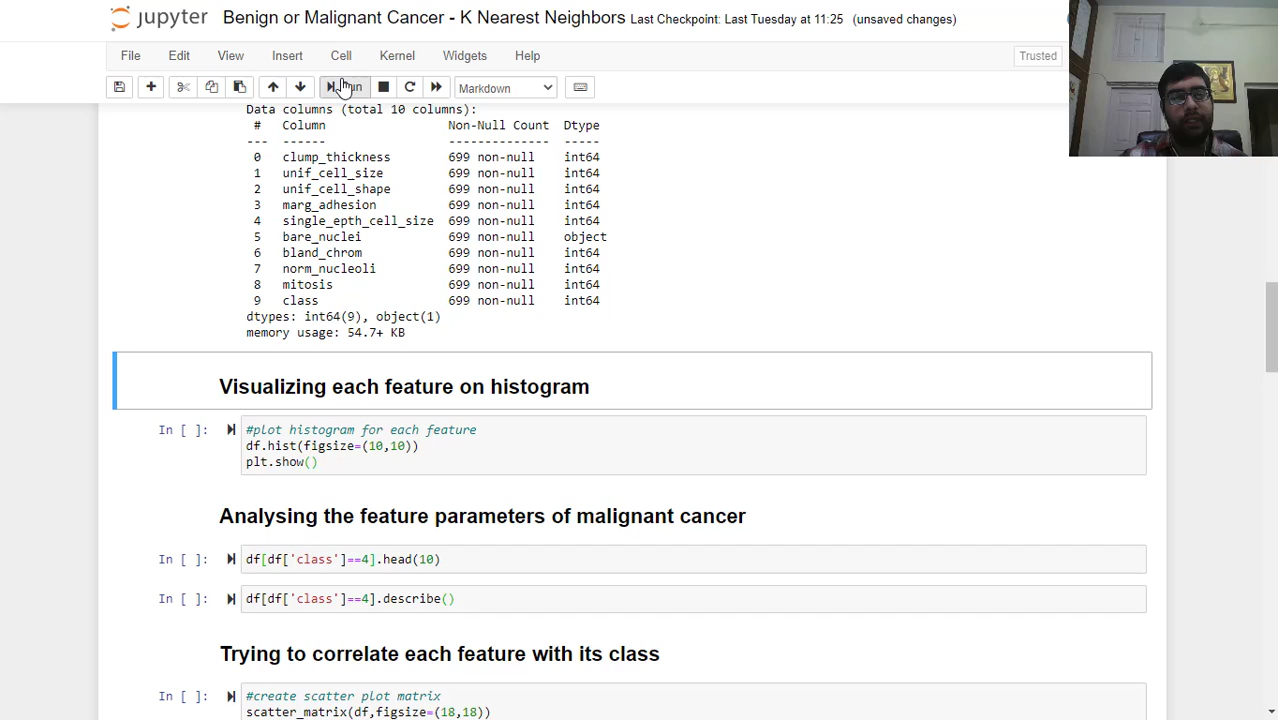 jupyter Benign or Malignant Cancer - K Nearest Neighbors Last Checkpoint: Last Tuesday at 11:25 (unsaved changes)
File Edit View Insert Cell Kernel Widgets Help Trusted
Markdown
Data columns (total 10 columns):
# Column Non-Null Count Dtype
--- ------ -------------- -----
0 clump_thickness 699 non-null int64
1 unif_cell_size 699 non-null int64
2 unif_cell_shape 699 non-null int64
3 marg_adhesion 699 non-null int64
4 single_epth_cell_size 699 non-null int64
5 bare_nuclei 699 non-null object
6 bland_chrom 699 non-null int64
7 norm_nucleoli 699 non-null int64
8 mitosis 699 non-null int64
9 class 699 non-null int64
dtypes: int64(9), object(1)
memory usage: 54.7+ KB
Visualizing each feature on histogram
In [ ]: #plot histogram for each feature
df.hist(figsize=(10,10))
plt.show()
Analysing the feature parameters of malignant cancer
In [ ]: df[df['class']==4].head(10)
In [ ]: df[df['class']==4].describe()
Trying to correlate each feature with its class
In [ ]: #create scatter plot matrix
scatter_matrix(df,figsize=(18,18))